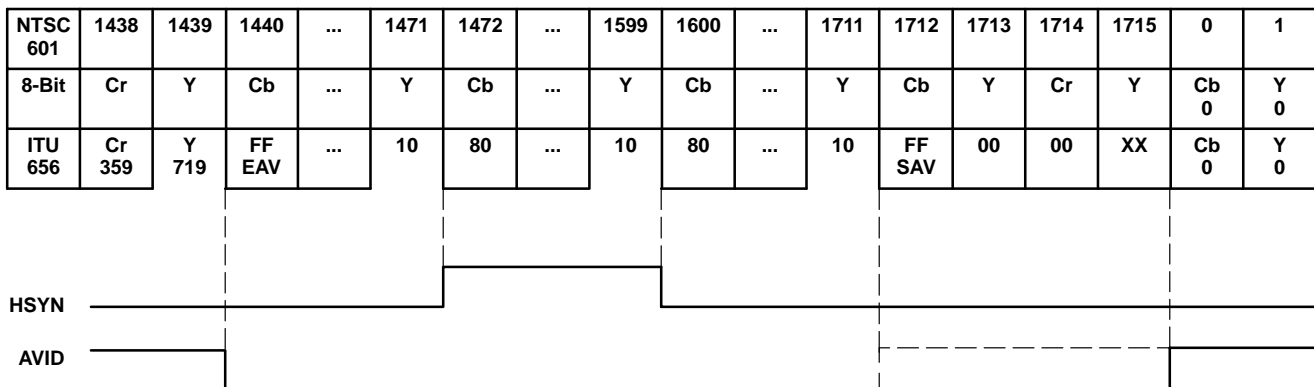 NTSC 601 1438 1439 1440 ... 1471 1472 ... 1599 1600 ... 1711 1712 1713 1714 1715 0 1
8-Bit Cr Y Cb ... Y Cb ... Y Cb ... Y Cb Y Cr Y Cb 0 Y 0
ITU 656 Cr 359 Y 719 FF EAV ... 10 80 ... 10 80 ... 10 FF SAV 00 00 XX Cb 0 Y 0
HSYN
AVID